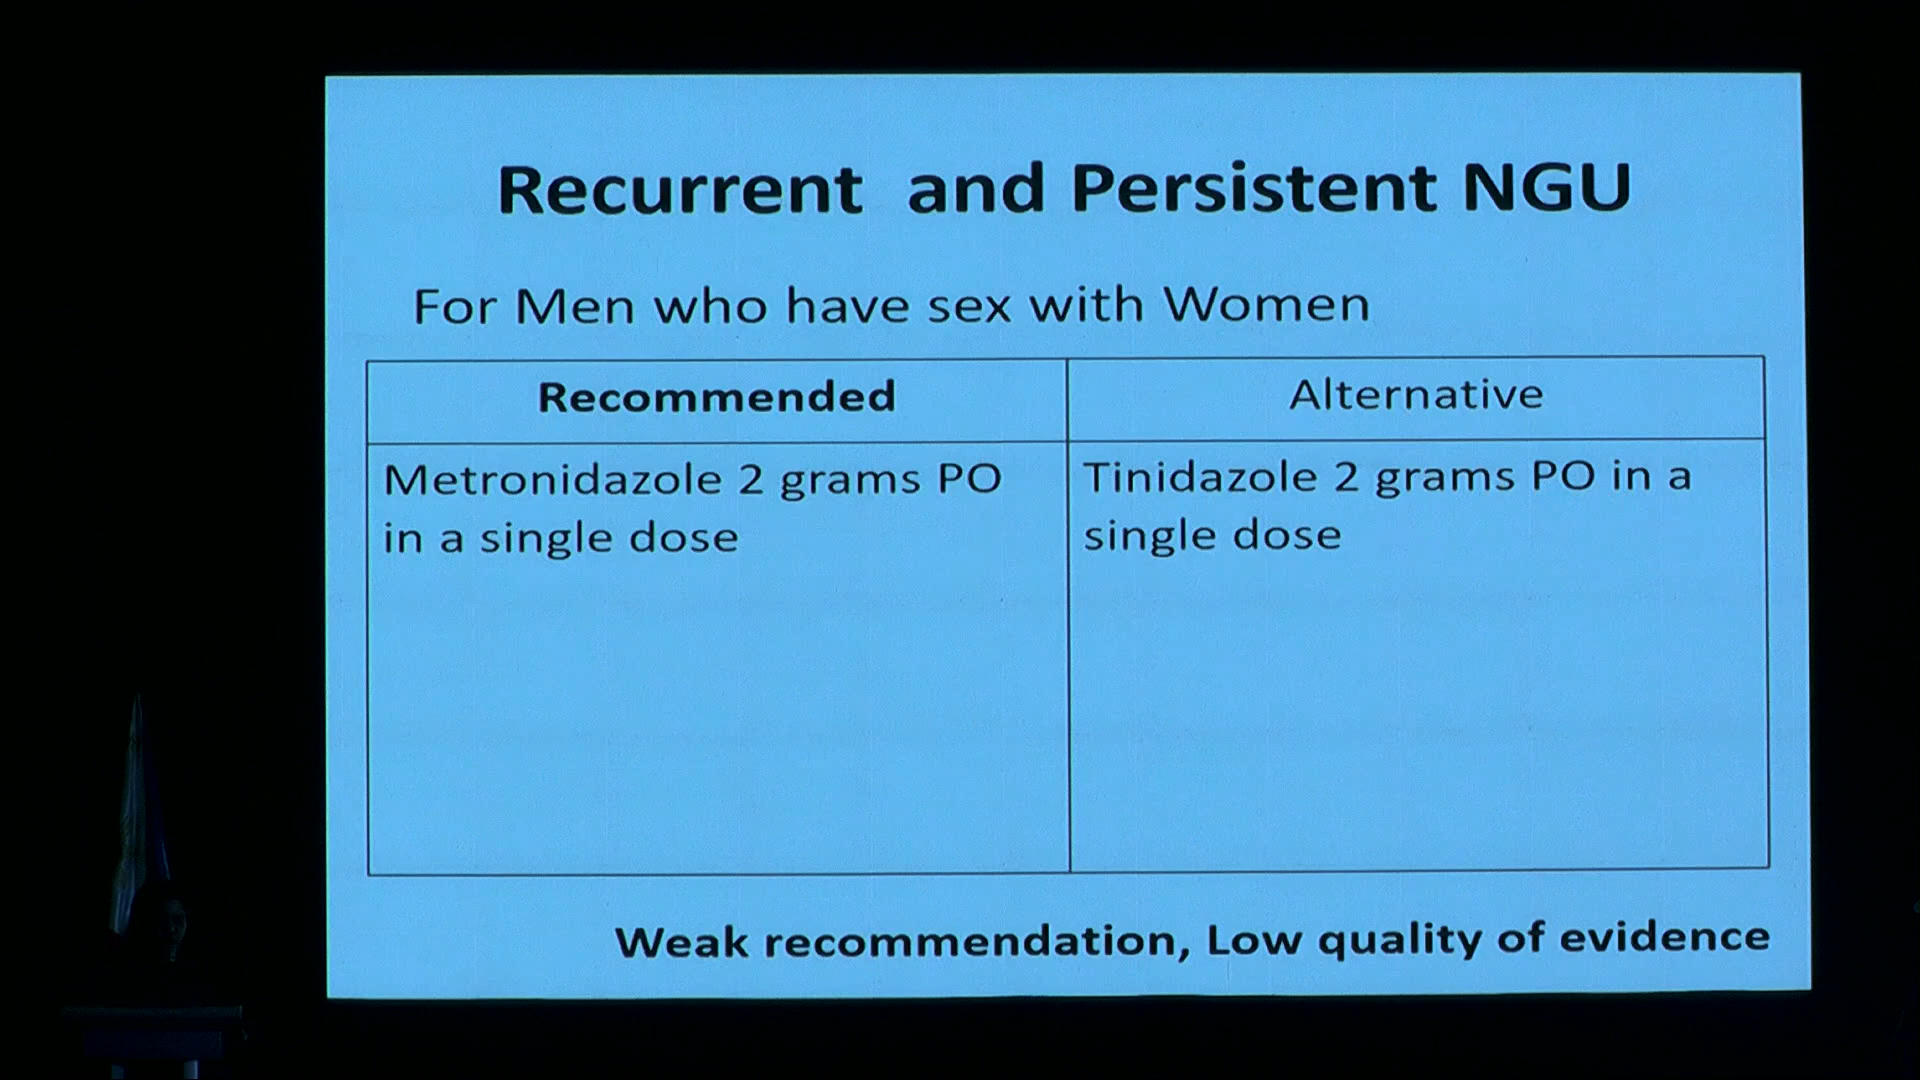 Recurrent and Persistent NGU
For Men who have sex with Women
Recommended
Alternative
Metronidazole 2 grams PO
in a single dose
Tinidazole 2 grams PO in a
single dose
Weak recommendation, Low quality of evidence